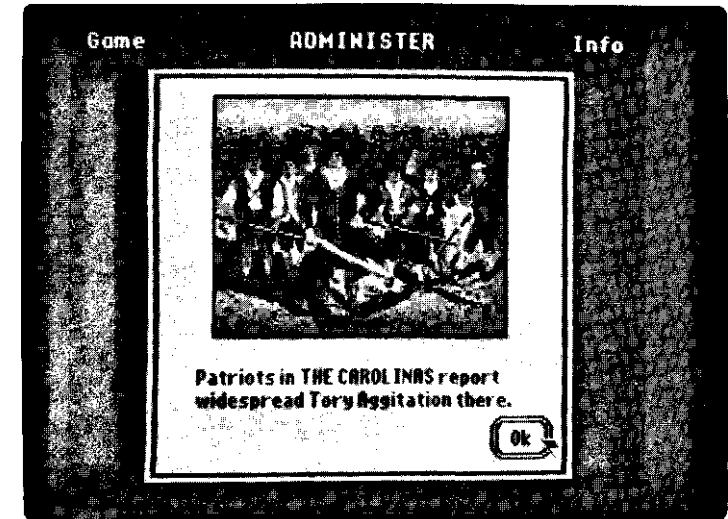 Game ADMINISTER Info
Patriots in THE CAROLINAS report
widespread Tory Aggitation there.
Ok